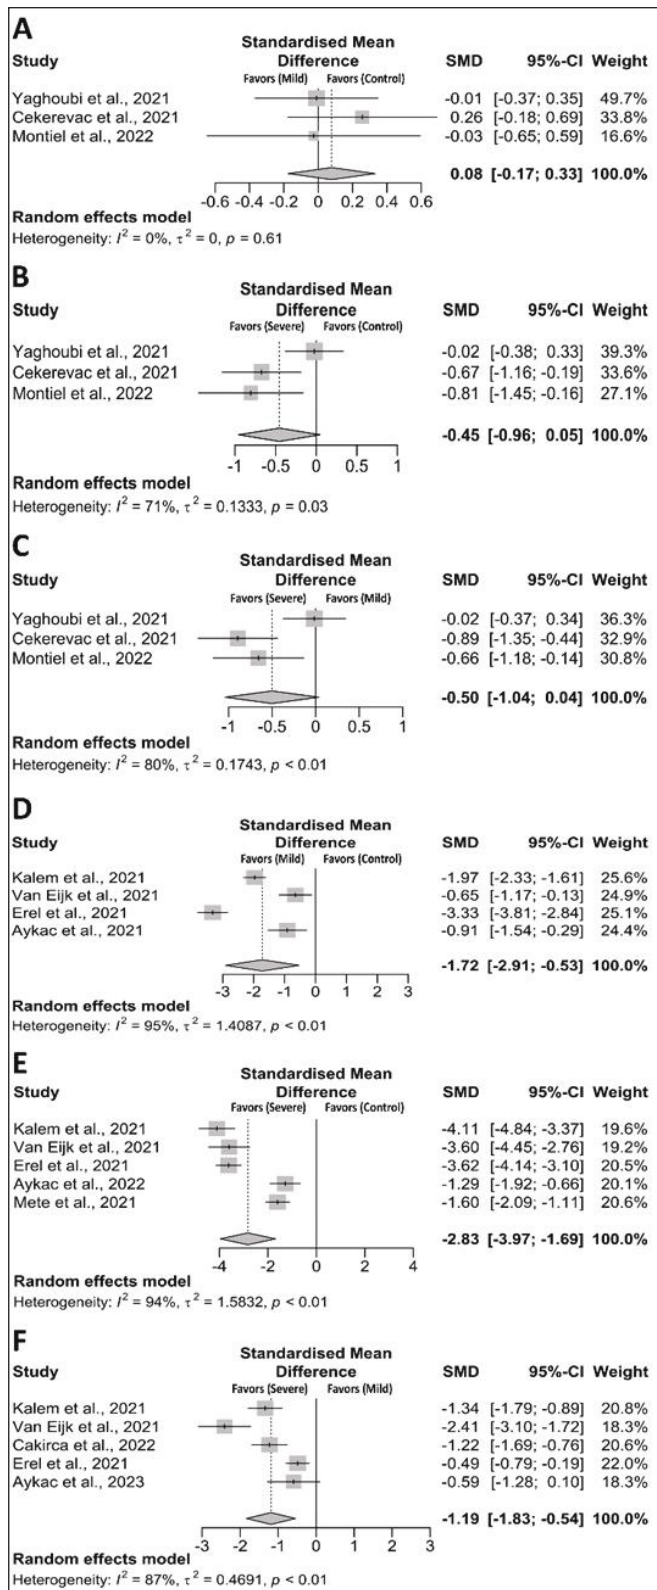 A
Standardised Mean
Study Difference SMD 95%-CI Weight
Favors (Mild) Favors (Control)
Yaghoubi et al., 2021 -0.01 [-0.37; 0.35] 49.7%
Cekerevac et al., 2021 0.26 [-0.18; 0.69] 33.8%
Montiel et al., 2022 -0.03 [-0.65; 0.59] 16.6%
0.08 [-0.17; 0.33] 100.0%
-0.6 -0.4 -0.2 0 0.2 0.4 0.6
Random effects model
Heterogeneity: I² = 0%, τ² = 0, p = 0.61
B
Standardised Mean
Study Difference SMD 95%-CI Weight
Favors (Severe) Favors (Control)
Yaghoubi et al., 2021 -0.02 [-0.38; 0.33] 39.3%
Cekerevac et al., 2021 -0.67 [-1.16; -0.19] 33.6%
Montiel et al., 2022 -0.81 [-1.45; -0.16] 27.1%
-0.45 [-0.96; 0.05] 100.0%
-1 -0.5 0 0.5 1
Random effects model
Heterogeneity: I² = 71%, τ² = 0.1333, p = 0.03
C
Standardised Mean
Study Difference SMD 95%-CI Weight
Favors (Severe) Favors (Mild)
Yaghoubi et al., 2021 -0.02 [-0.37; 0.34] 36.3%
Cekerevac et al., 2021 -0.89 [-1.35; -0.44] 32.9%
Montiel et al., 2022 -0.66 [-1.18; -0.14] 30.8%
-0.50 [-1.04; 0.04] 100.0%
-1 -0.5 0 0.5 1
Random effects model
Heterogeneity: I² = 80%, τ² = 0.1743, p < 0.01
D
Standardised Mean
Study Difference SMD 95%-CI Weight
Favors (Mild) Favors (Control)
Kalem et al., 2021 -1.97 [-2.33; -1.61] 25.6%
Van Eijk et al., 2021 -0.65 [-1.17; -0.13] 24.9%
Erel et al., 2021 -3.33 [-3.81; -2.84] 25.1%
Aykac et al., 2021 -0.91 [-1.54; -0.29] 24.4%
-1.72 [-2.91; -0.53] 100.0%
-3 -2 -1 0 1 2 3
Random effects model
Heterogeneity: I² = 95%, τ² = 1.4087, p < 0.01
E
Standardised Mean
Study Difference SMD 95%-CI Weight
Favors (Severe) Favors (Control)
Kalem et al., 2021 -4.11 [-4.84; -3.37] 19.6%
Van Eijk et al., 2021 -3.60 [-4.45; -2.76] 19.2%
Erel et al., 2021 -3.62 [-4.14; -3.10] 20.5%
Aykac et al., 2022 -1.29 [-1.92; -0.66] 20.1%
Mete et al., 2021 -1.60 [-2.09; -1.11] 20.6%
-2.83 [-3.97; -1.69] 100.0%
-4 -2 0 2 4
Random effects model
Heterogeneity: I² = 94%, τ² = 1.5832, p < 0.01
F
Standardised Mean
Study Difference SMD 95%-CI Weight
Favors (Severe) Favors (Mild)
Kalem et al., 2021 -1.34 [-1.79; -0.89] 20.8%
Van Eijk et al., 2021 -2.41 [-3.10; -1.72] 18.3%
Cakirca et al., 2022 -1.22 [-1.69; -0.76] 20.6%
Erel et al., 2021 -0.49 [-0.79; -0.19] 22.0%
Aykac et al., 2023 -0.59 [-1.28; 0.10] 18.3%
-1.19 [-1.83; -0.54] 100.0%
-3 -2 -1 0 1 2 3
Random effects model
Heterogeneity: I² = 87%, τ² = 0.4691, p < 0.01